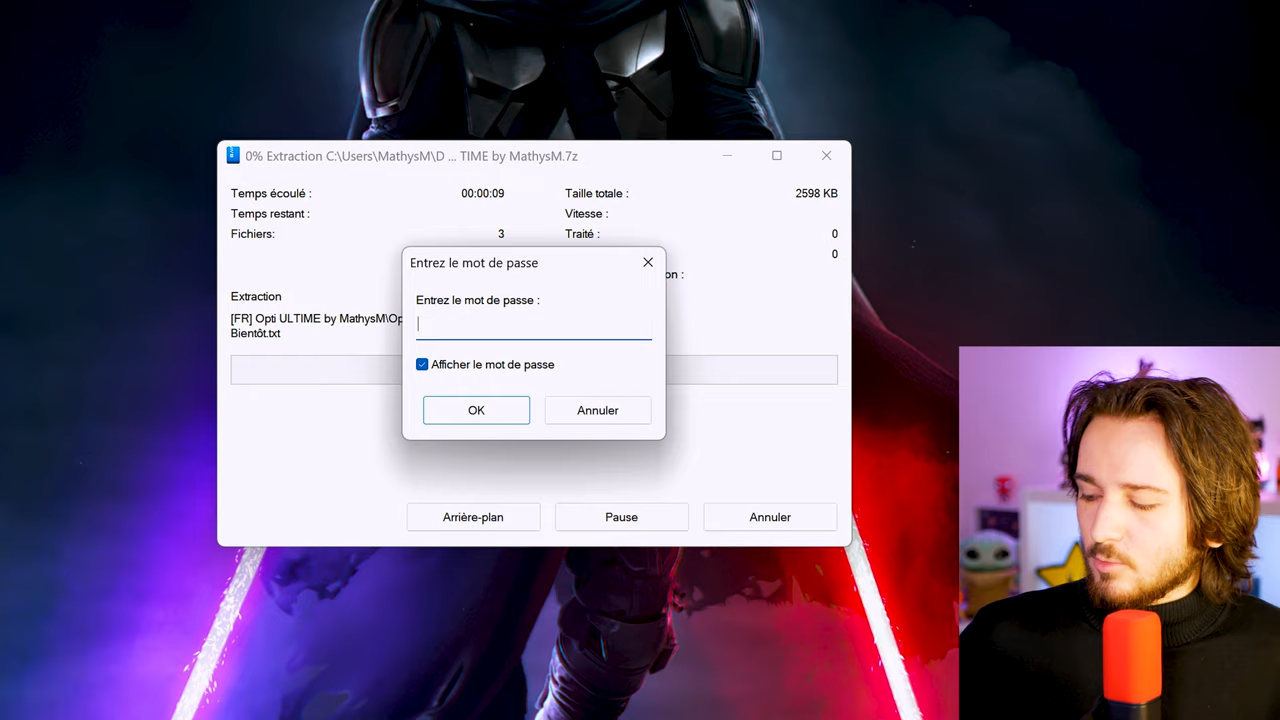 0% Extraction C:\Users\MathysM\D ... TIME by MathysM.7z
Temps écoulé :
00:00:09
Taille totale :
2598 KB
Temps restant :
Vitesse :
Fichiers:
3
Traité :
0
0
on :
Extraction
[FR] Opti ULTIME by MathysM\Op
Bientôt.txt
Entrez le mot de passe
Entrez le mot de passe :
Afficher le mot de passe
OK
Annuler
Arrière-plan
Pause
Annuler